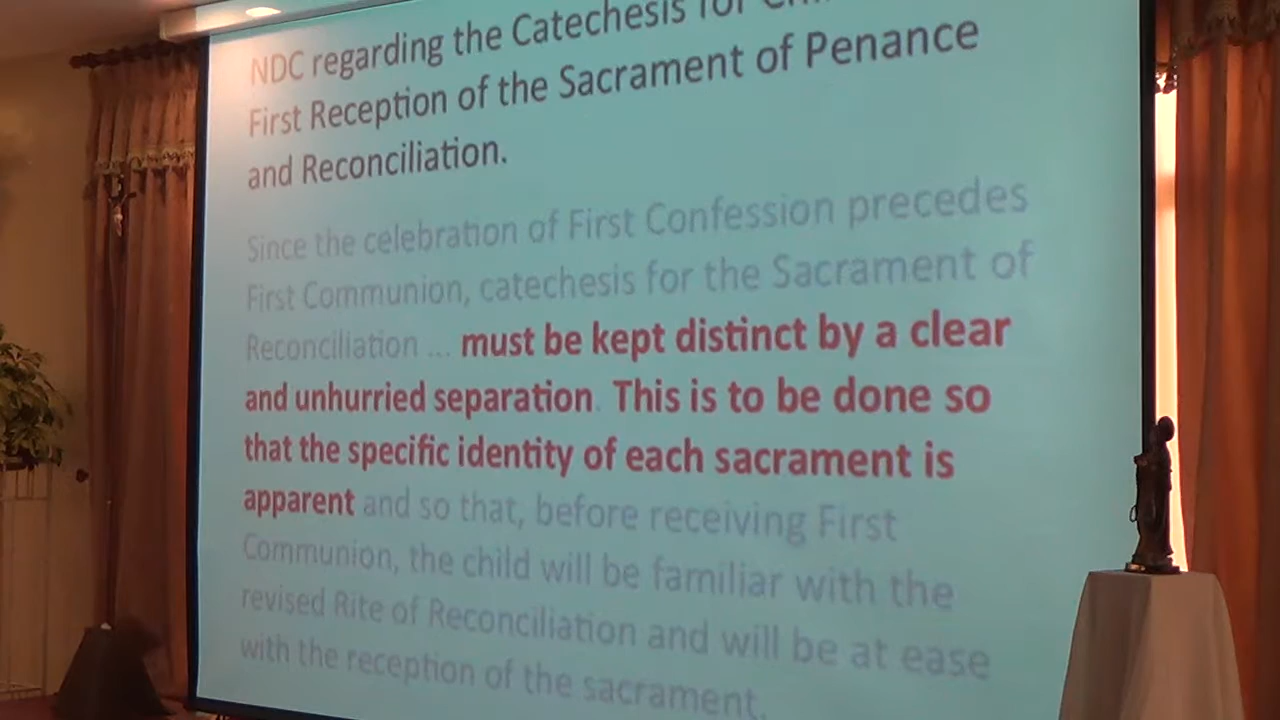 NDC regarding the Catechesis for
First Reception of the Sacrament of Penance
and Reconciliation.
Since the celebration of First Confession precedes
First Communion, catechesis for the Sacrament of
Reconciliation ... must be kept distinct by a clear
and unhurried separation. This is to be done so
that the specific identity of each sacrament is
apparent and so that, before receiving First
Communion, the child will be familiar with the
revised Rite of Reconciliation and will be at ease
with the reception of the sacrament.